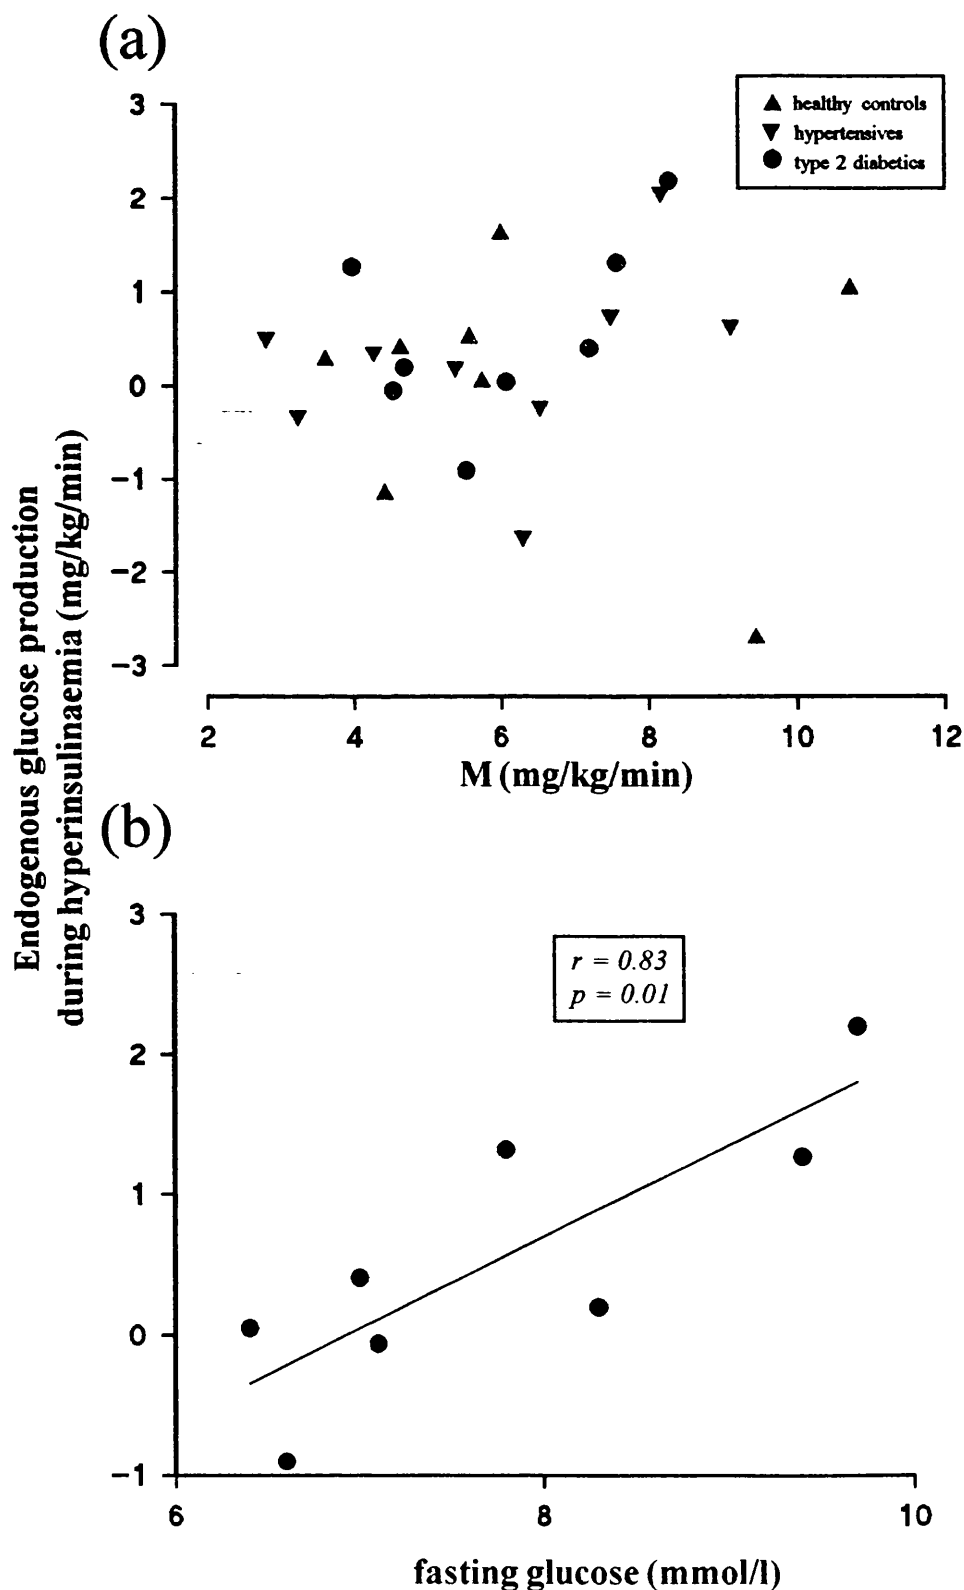 (a)
3
2
1
0
−1
−2
−3
healthy controls
hypertensives
type 2 diabetics
2 4 6 8 10 12
M (mg/kg/min)
Endogenous glucose production
during hyperinsulinaemia (mg/kg/min)
(b)
3
2
1
0
−1
r = 0.83
p = 0.01
6 8 10
fasting glucose (mmol/l)